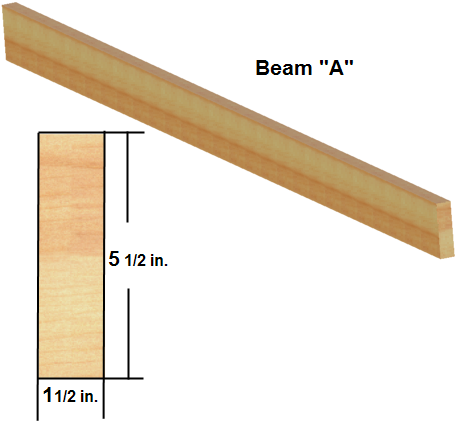 Beam "A"
5 1/2 in.
1 1/2 in.